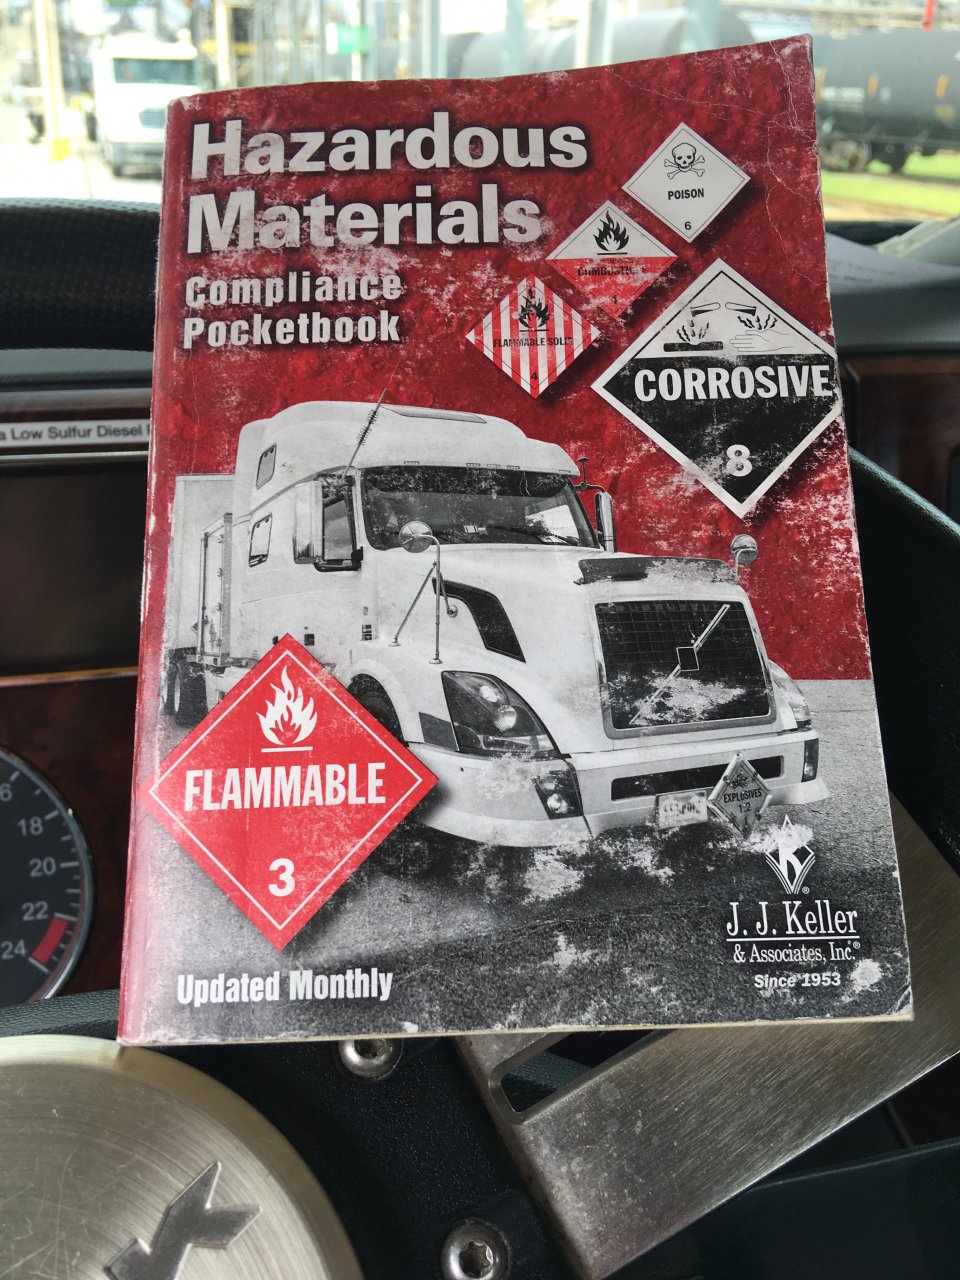 Hazardous
Materials
Compliance
Pocketbook
POISON
6
COMBUSTIBLE
FLAMMABLE SOLID
4
CORROSIVE
8
a Low Sulfur Diesel
FLAMMABLE
3
EXPLOSIVES
1.2
18
20
22
24
J. J. Keller
& Associates, Inc.®
Since 1953
Updated Monthly